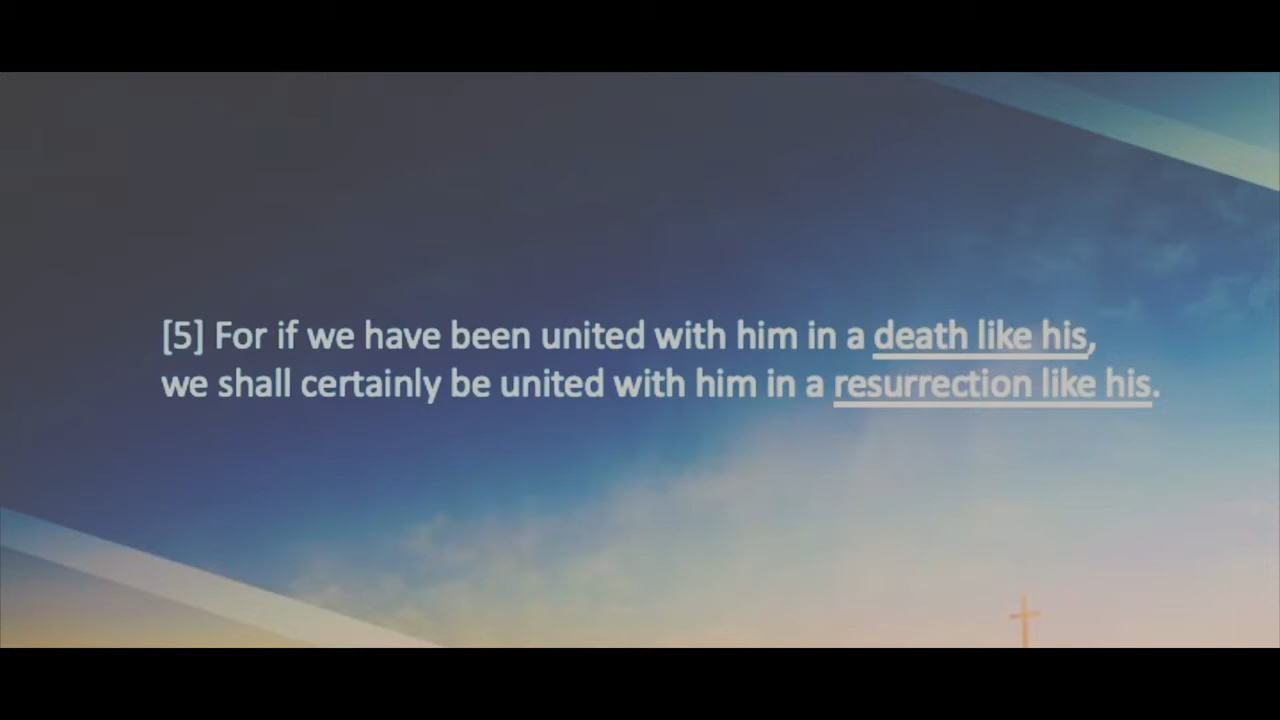 [5] For if we have been united with him in a death like his,
we shall certainly be united with him in a resurrection like his.